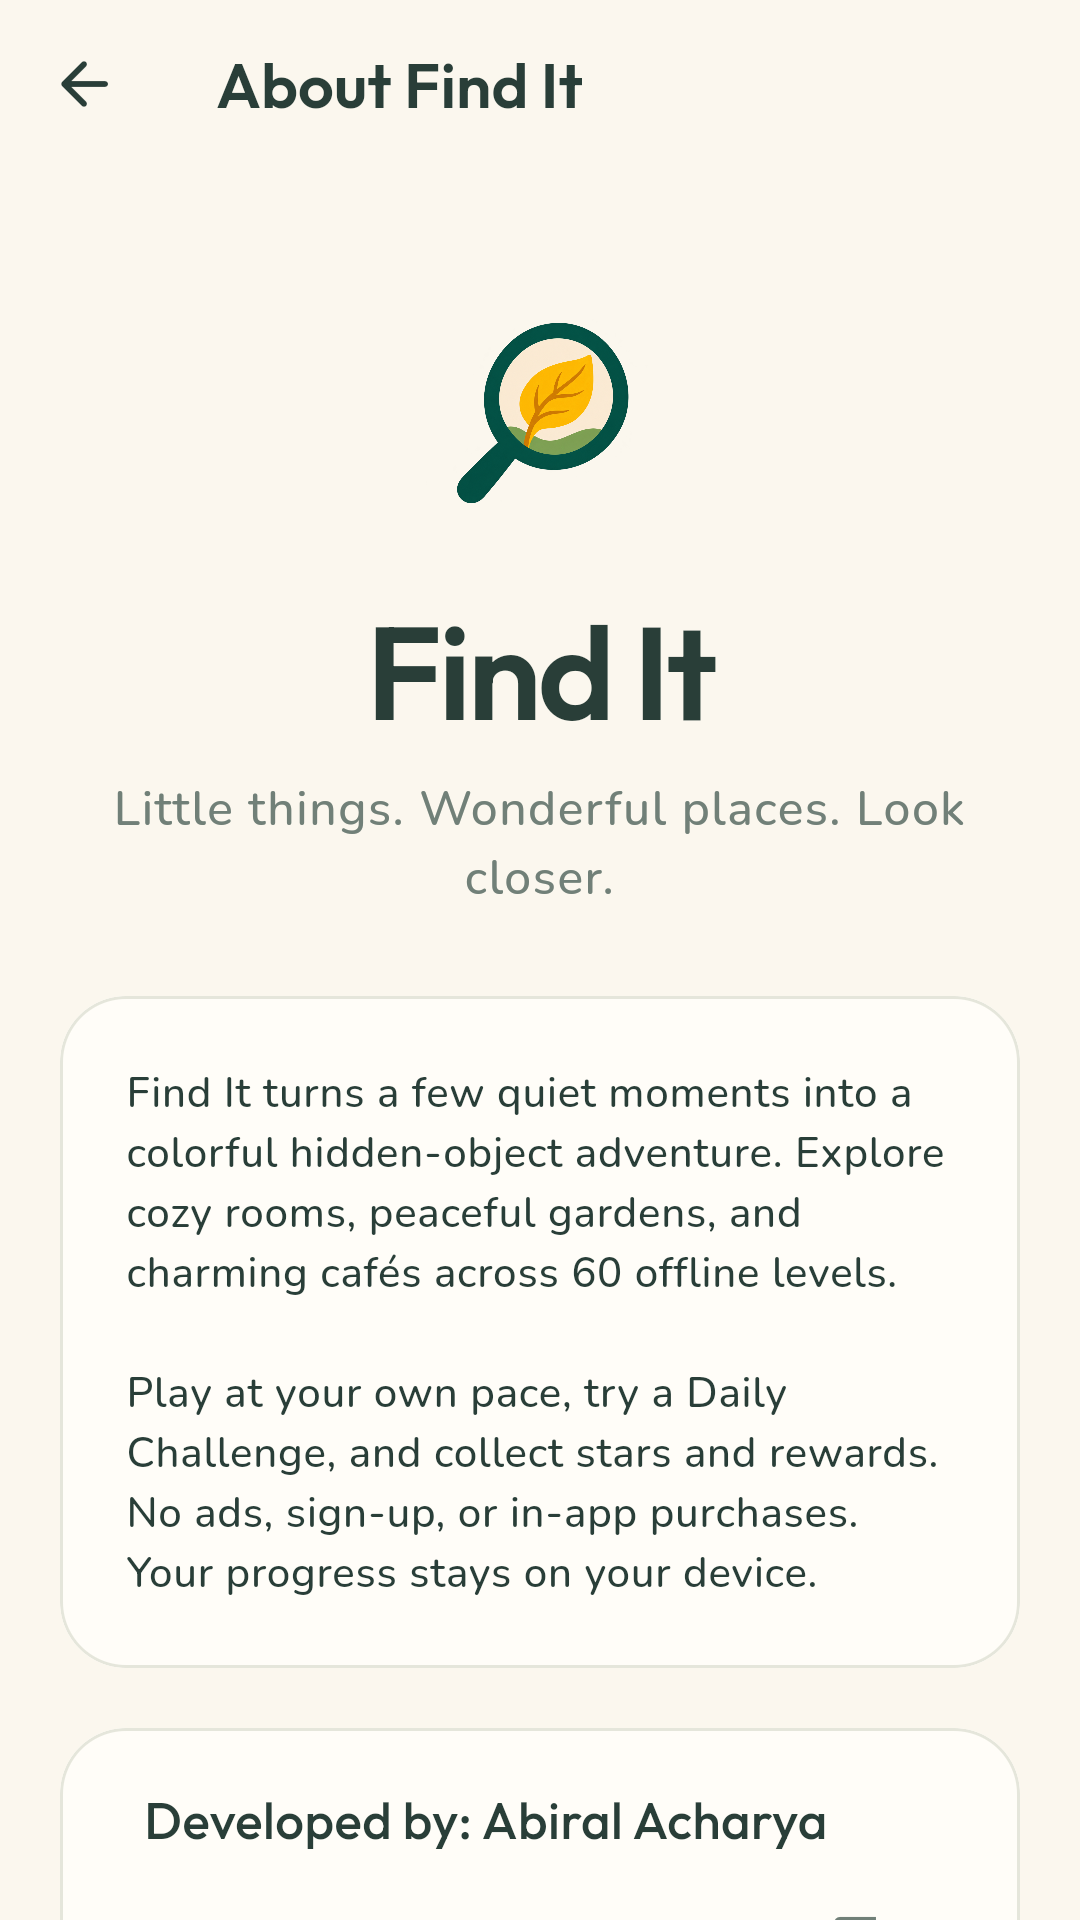 About Find It
Find It
Little things. Wonderful places. Look
closer.
Find It turns a few quiet moments into a
colorful hidden-object adventure. Explore
cozy rooms, peaceful gardens, and
charming cafés across 60 offline levels.
Play at your own pace, try a Daily
Challenge, and collect stars and rewards.
No ads, sign-up, or in-app purchases.
Your progress stays on your device.
Developed by: Abiral Acharya